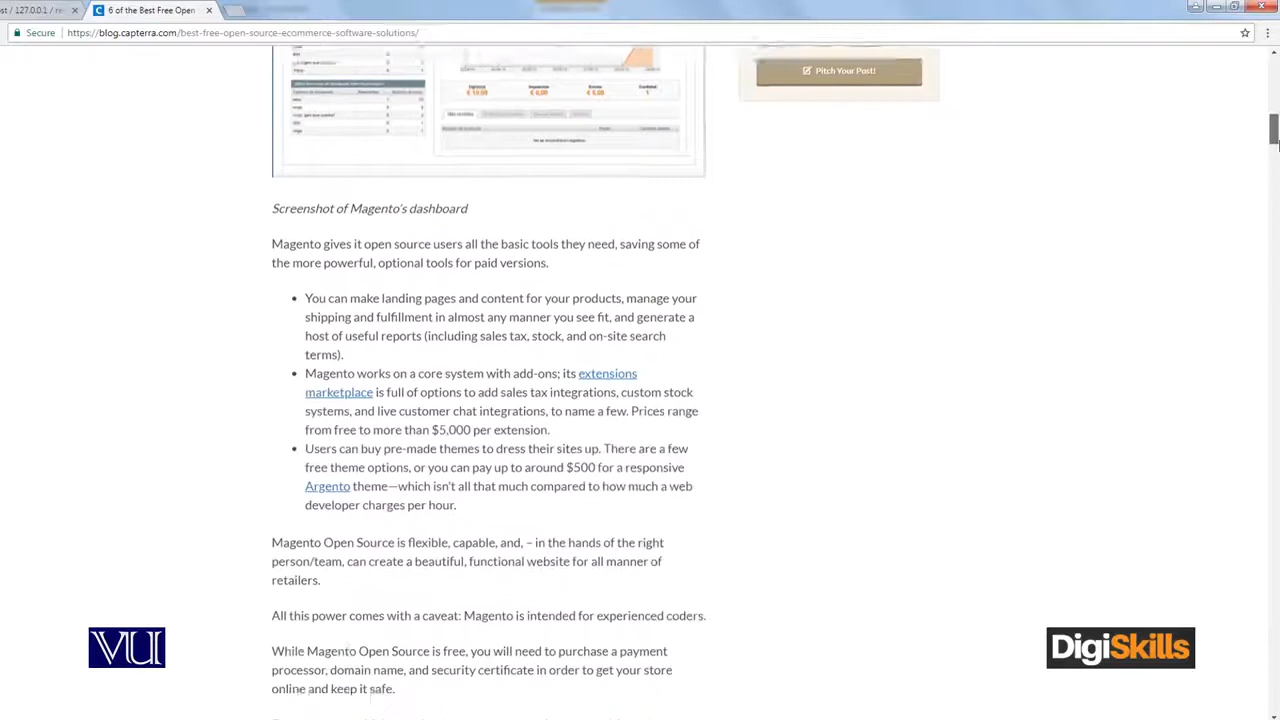 st / 127.0.0.1 / r
6 of the Best Free Open
Secure
https://blog.capterra.com/best-free-open-source-ecommerce-software-solutions/
Pitch Your Post!
Screenshot of Magento's dashboard
Magento gives it open source users all the basic tools they need, saving some of
the more powerful, optional tools for paid versions.
• You can make landing pages and content for your products, manage your
shipping and fulfillment in almost any manner you see fit, and generate a
host of useful reports (including sales tax, stock, and on-site search
terms).
• Magento works on a core system with add-ons; its extensions
marketplace is full of options to add sales tax integrations, custom stock
systems, and live customer chat integrations, to name a few. Prices range
from free to more than $5,000 per extension.
• Users can buy pre-made themes to dress their sites up. There are a few
free theme options, or you can pay up to around $500 for a responsive
Argento theme—which isn't all that much compared to how much a web
developer charges per hour.
Magento Open Source is flexible, capable, and, – in the hands of the right
person/team, can create a beautiful, functional website for all manner of
retailers.
All this power comes with a caveat: Magento is intended for experienced coders.
While Magento Open Source is free, you will need to purchase a payment
processor, domain name, and security certificate in order to get your store
online and keep it safe.
VU
DigiSkills